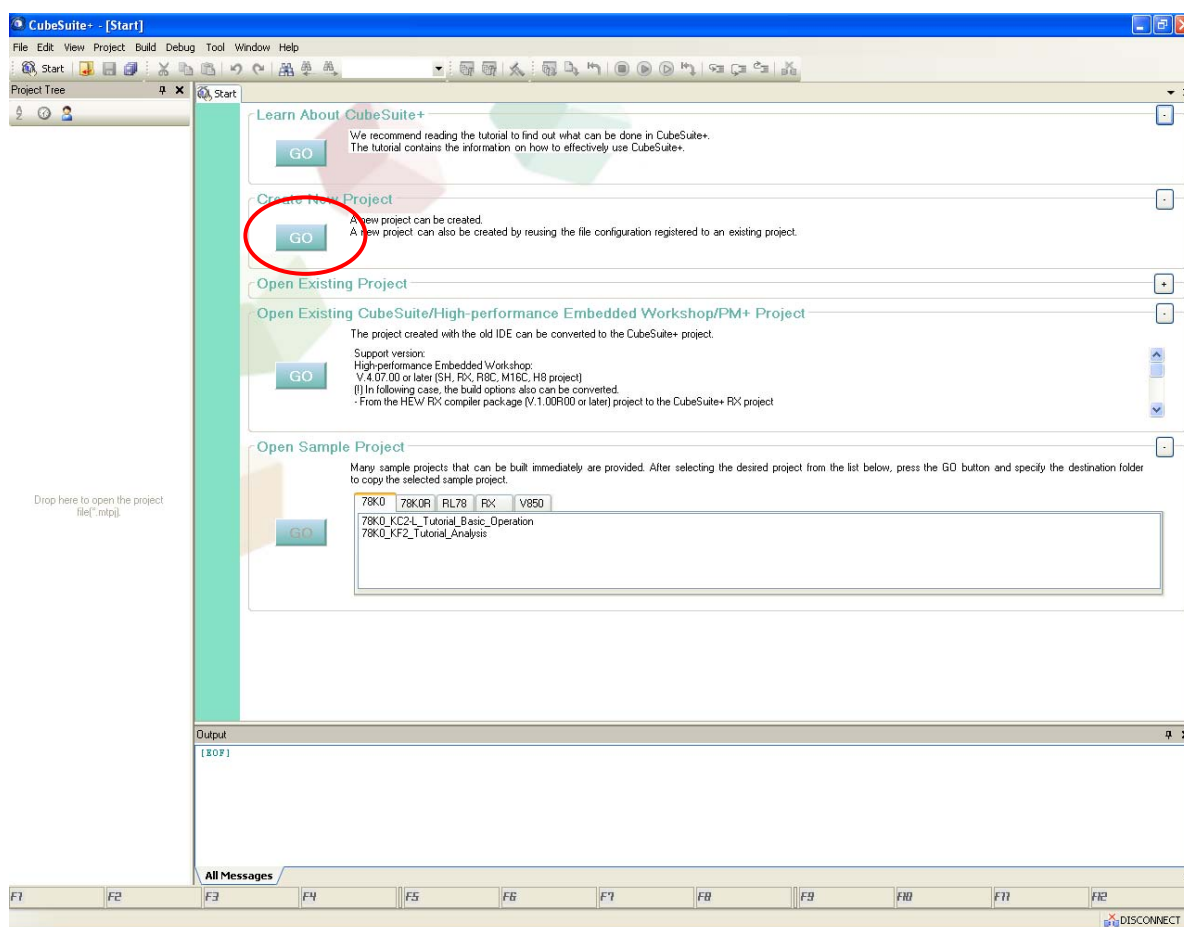 CubeSuite+ - [Start]
File Edit View Project Build Debug Tool Window Help
Start
Project Tree
Start
Learn About CubeSuite+
We recommend reading the tutorial to find out what can be done in CubeSuite+.
The tutorial contains the information on how to effectively use CubeSuite+.
GO
Create New Project
A new project can be created.
A new project can also be created by reusing the file configuration registered to an existing project.
GO
Open Existing Project
Open Existing CubeSuite/High-performance Embedded Workshop/PM+ Project
The project created with the old IDE can be converted to the CubeSuite+ project.
Support version:
High-performance Embedded Workshop:
V.4.07.00 or later (SH, RX, R8C, M16C, H8 project)
(!) In following case, the build options also can be converted.
- From the HEW RX compiler package (V.1.00R00 or later) project to the CubeSuite+ RX project
GO
Open Sample Project
Many sample projects that can be built immediately are provided. After selecting the desired project from the list below, press the GO button and specify the destination folder
to copy the selected sample project.
78K0 78K0R RL78 RX V850
78K0_KC2-L_Tutorial_Basic_Operation
78K0_KF2_Tutorial_Analysis
GO
Drop here to open the project
file(*.mtpj).
Output
[EOF]
All Messages
F1 F2 F3 F4 F5 F6 F7 F8 F9 F10 F11 F12
DISCONNECT